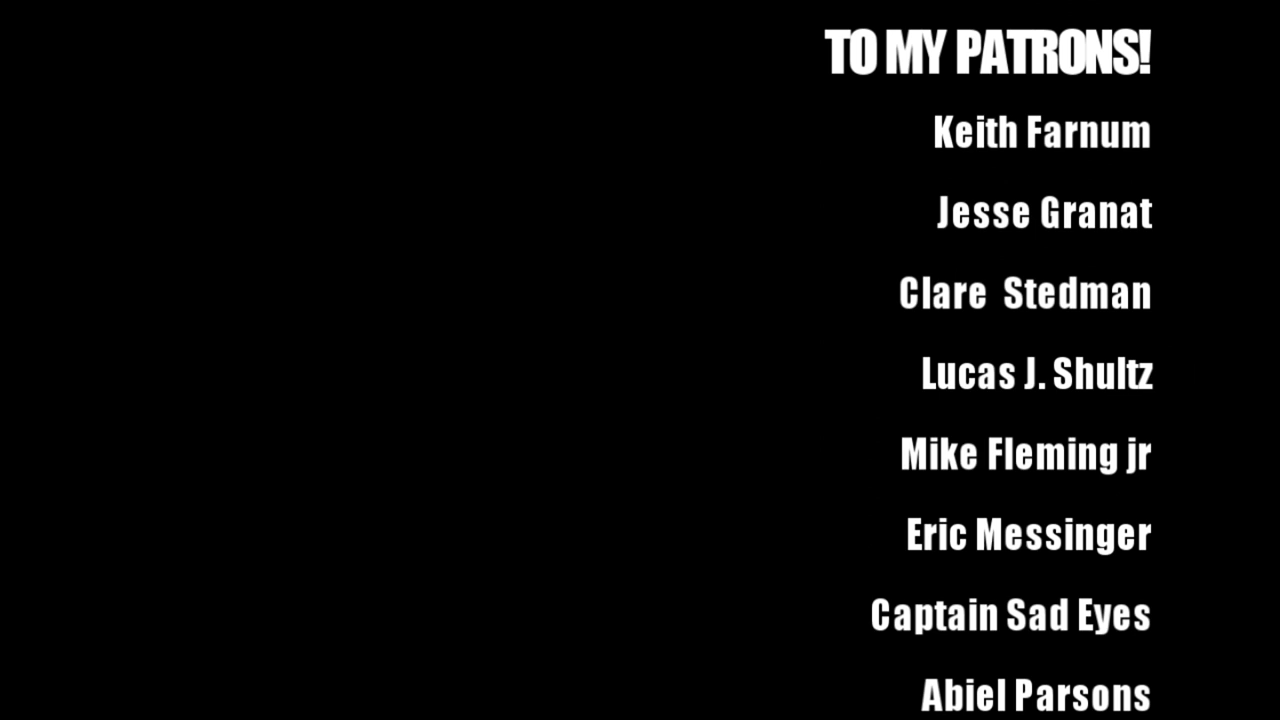 TO MY PATRONS!
Keith Farnum
Jesse Granat
Clare  Stedman
Lucas J. Shultz
Mike Fleming jr
Eric Messinger
Captain Sad Eyes
Abiel Parsons